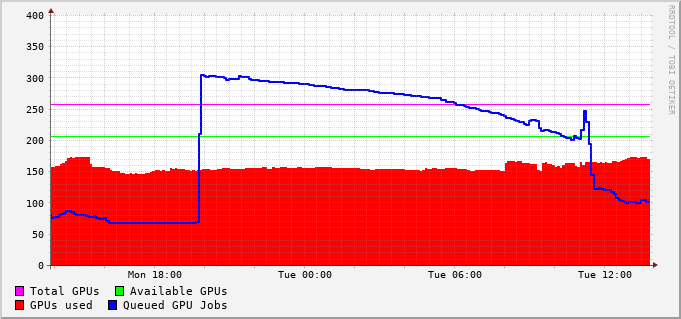 RRDTOOL / TOBI OETIKER
400
350
300
250
200
150
100
50
0
Mon 18:00 Tue 00:00 Tue 06:00 Tue 12:00
Total GPUs Available GPUs
GPUs used Queued GPU Jobs